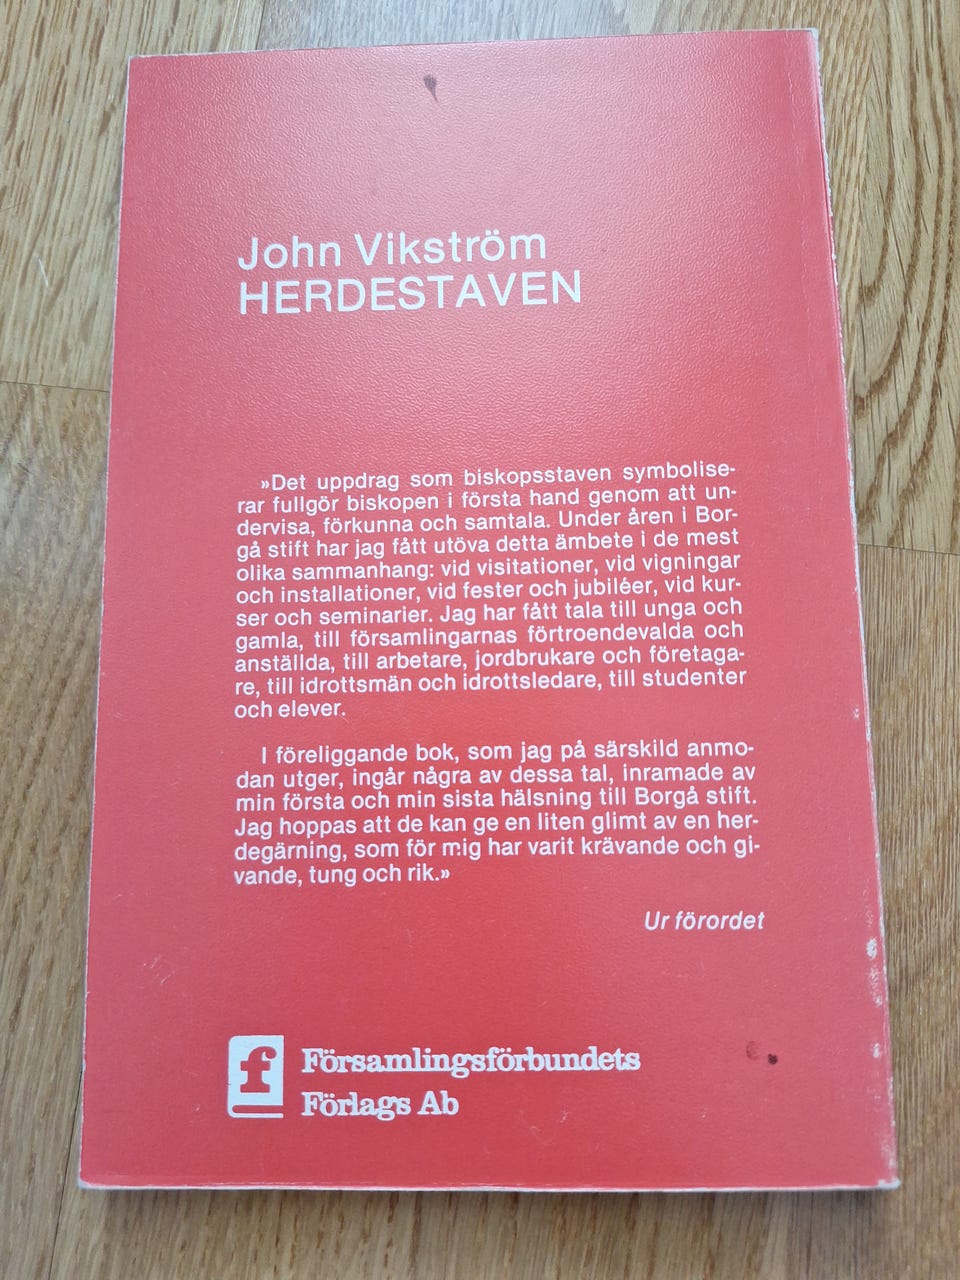 John Vikström
HERDESTAVEN
»Det uppdrag som biskopsstaven symbolise-
rar fullgör biskopen i första hand genom att un-
dervisa, förkunna och samtala. Under åren i Bor-
gå stift har jag fått utöva detta ämbete i de mest
olika sammanhang: vid visitationer, vid vigningar
och installationer, vid fester och jubiléer, vid kur-
ser och seminarier. Jag har fått tala till unga och
gamla, till församlingarnas förtroendevalda och
anställda, till arbetare, jordbrukare och företaga-
re, till idrottsmän och idrottsledare, till studenter
och elever.
I föreliggande bok, som jag på särskild anmo-
dan utger, ingår några av dessa tal, inramade av
min första och min sista hälsning till Borgå stift.
Jag hoppas att de kan ge en liten glimt av en her-
degärning, som för mig har varit krävande och gi-
vande, tung och rik.»
Ur förordet
f Församlingsförbundets
Förlags Ab